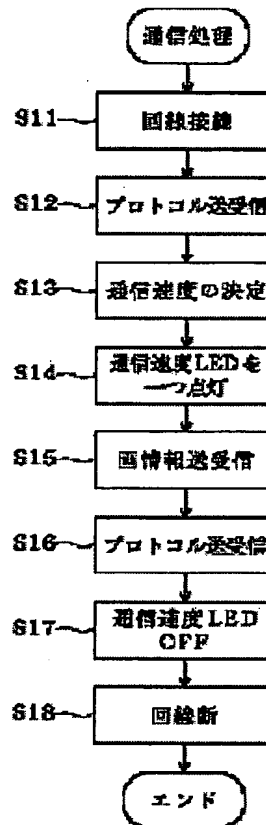 通信処理
S11
回線接続
S12
プロトコル送受信
S13
通信速度の決定
S14
通信速度LEDを
一つ点灯
S15
画情報送受信
S16
プロトコル送受信
S17
通信速度LED
OFF
S18
回線断
エンド